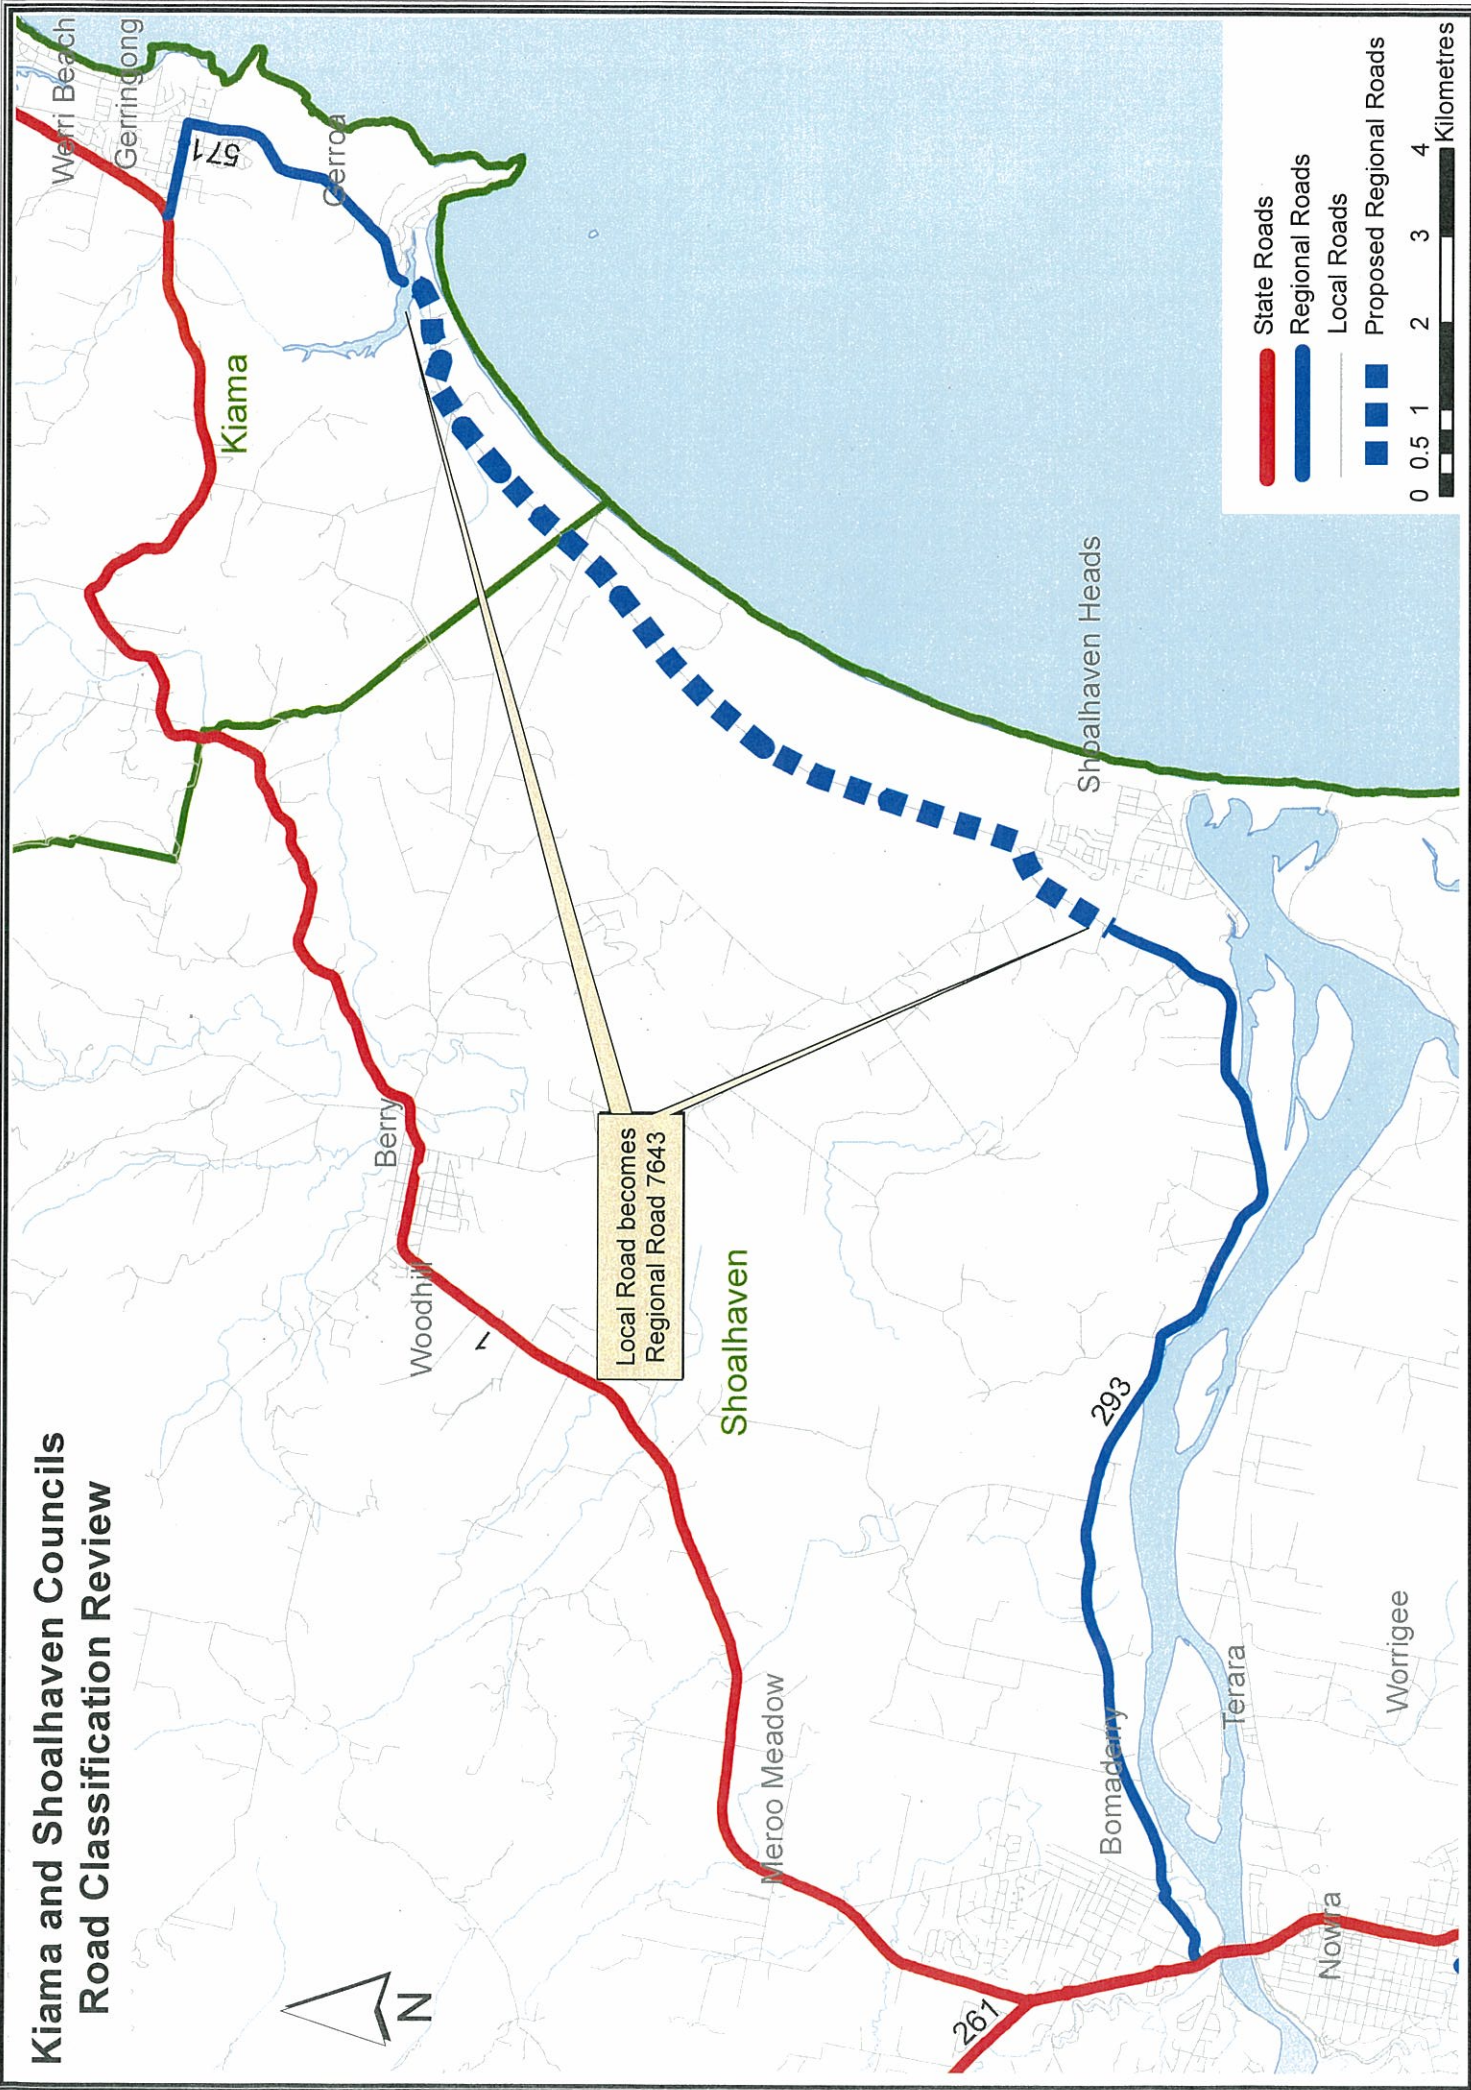 Kiama and Shoalhaven Councils
Road Classification Review
N
Werri Beach
Gerringong
571
Gerroa
Kiama
Berry
Woodhill
1
Local Road becomes
Regional Road 7643
Shoalhaven
Shoalhaven Heads
Meroo Meadow
293
Bomaderry
Terara
Worrigee
Nowra
261
State Roads
Regional Roads
Local Roads
Proposed Regional Roads
0 0.5 1 2 3 4
Kilometres